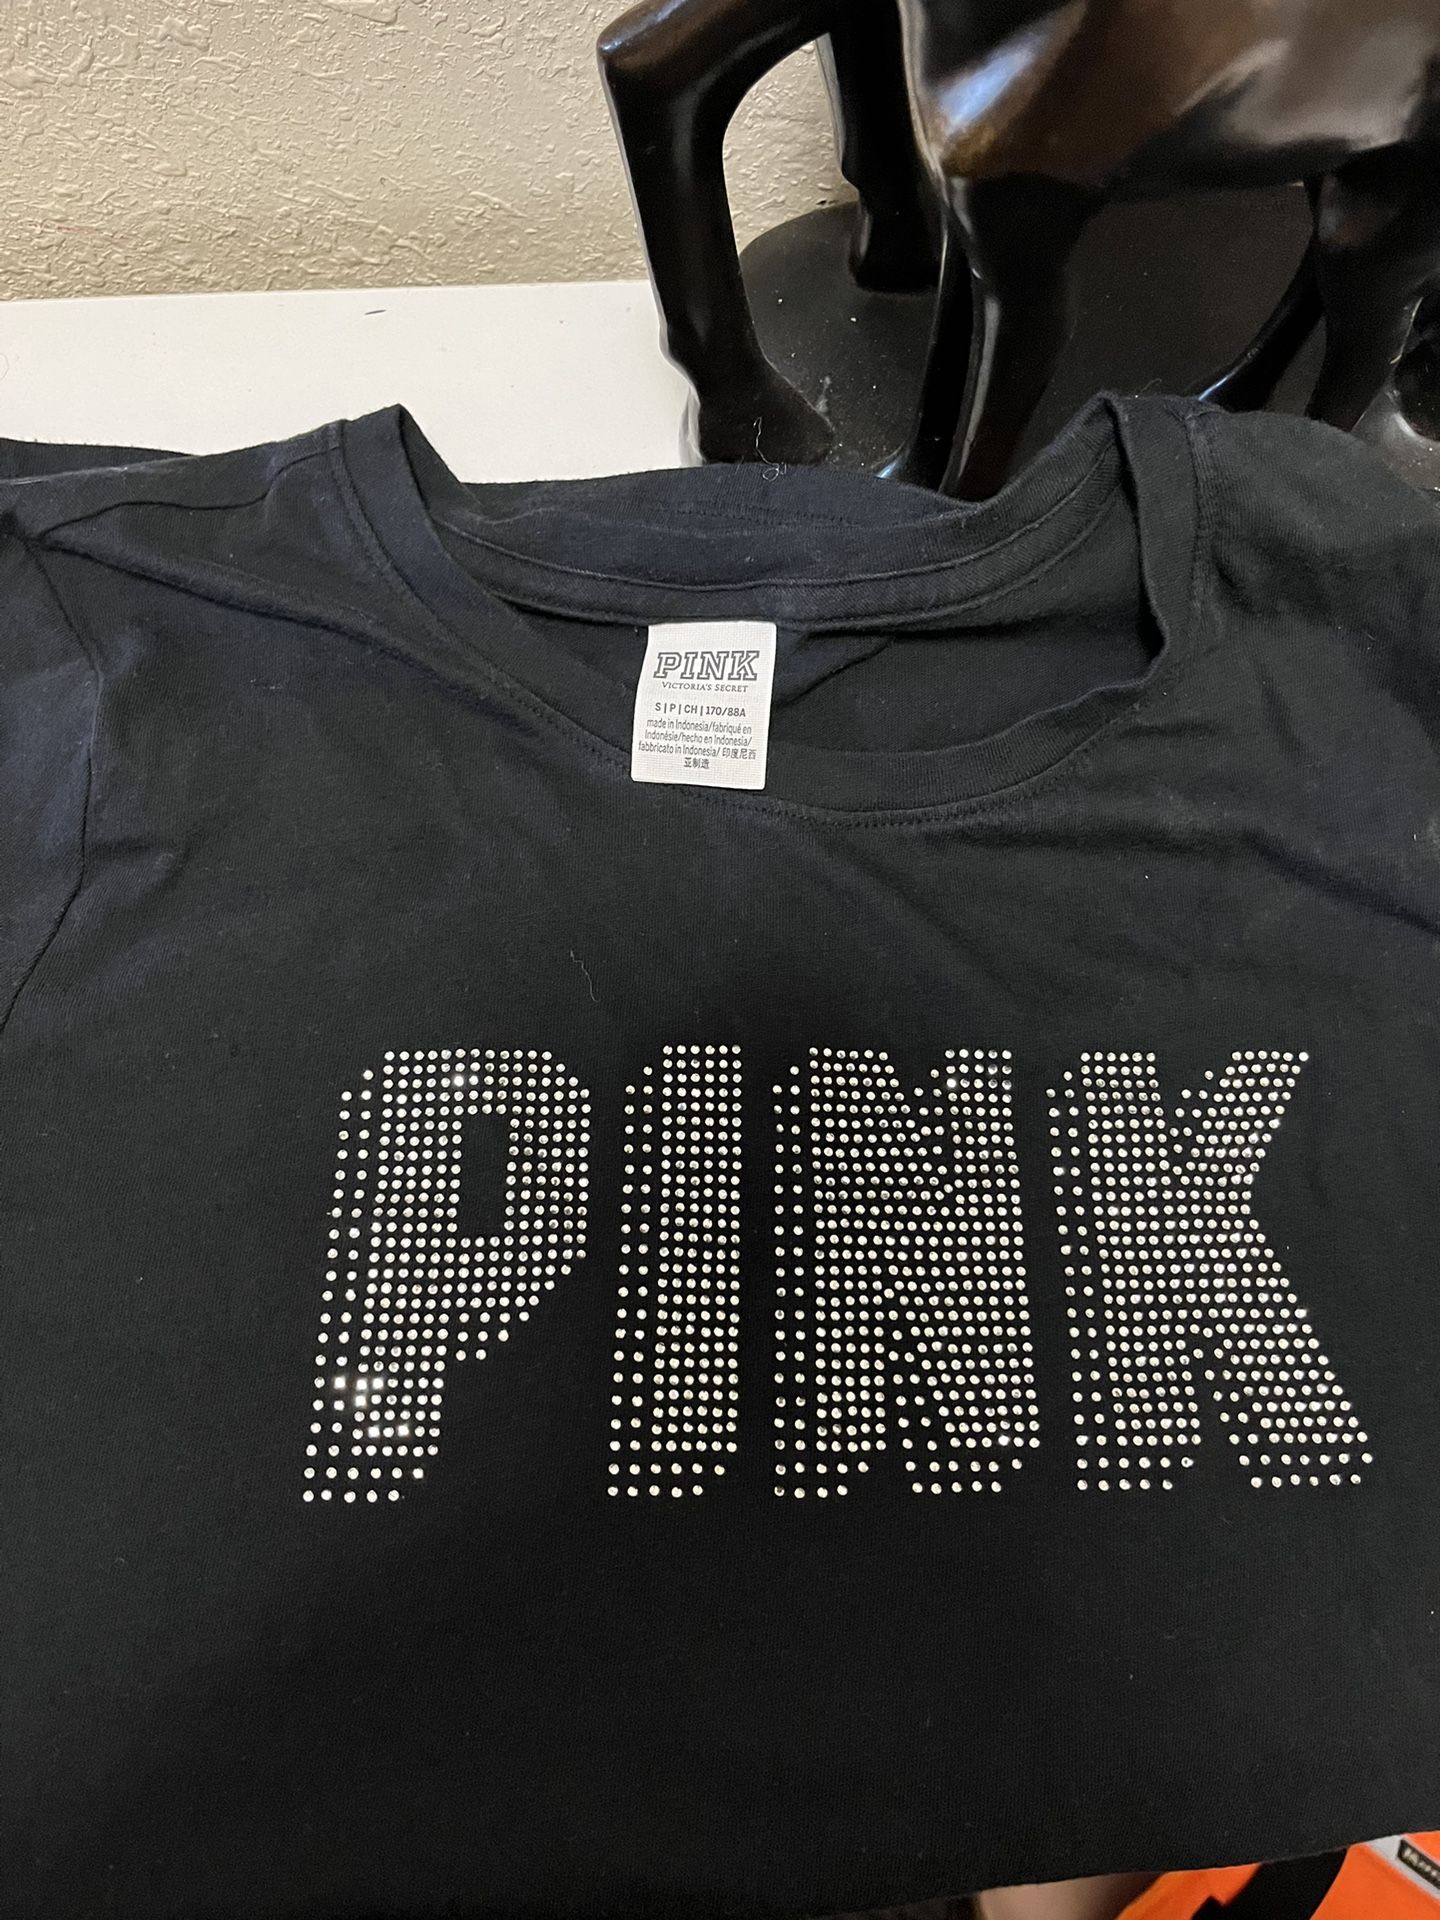 PINK
VICTORIA'S SECRET
S | P | CH | 170/88A
made in Indonesia/fabriqué en
Indonésie/hecho en Indonesia/
fabbricato in Indonesia/ 印度尼西
亚制造
PINK